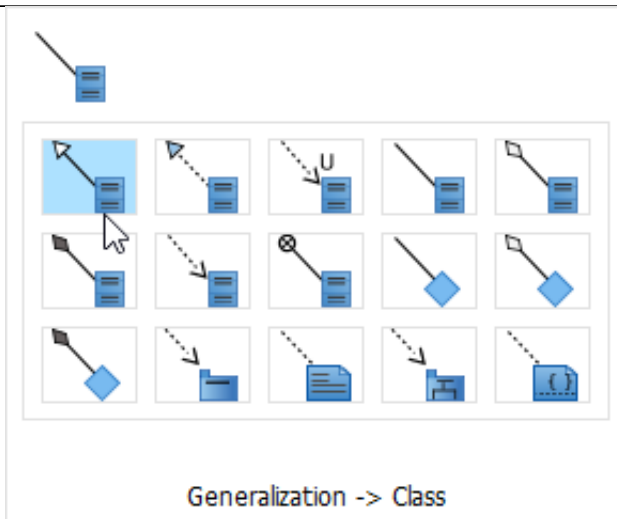 U
{ }
Generalization -> Class